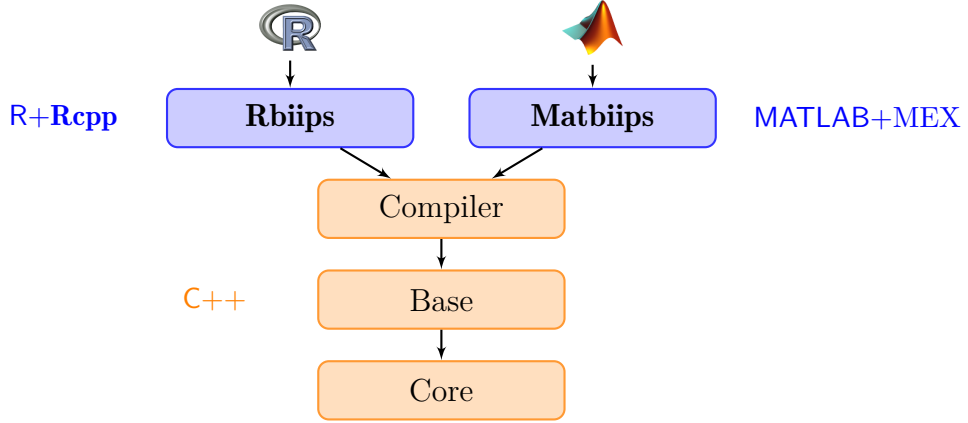 R
R+Rcpp
Rbiips
Matbiips
MATLAB+MEX
Compiler
C++
Base
Core